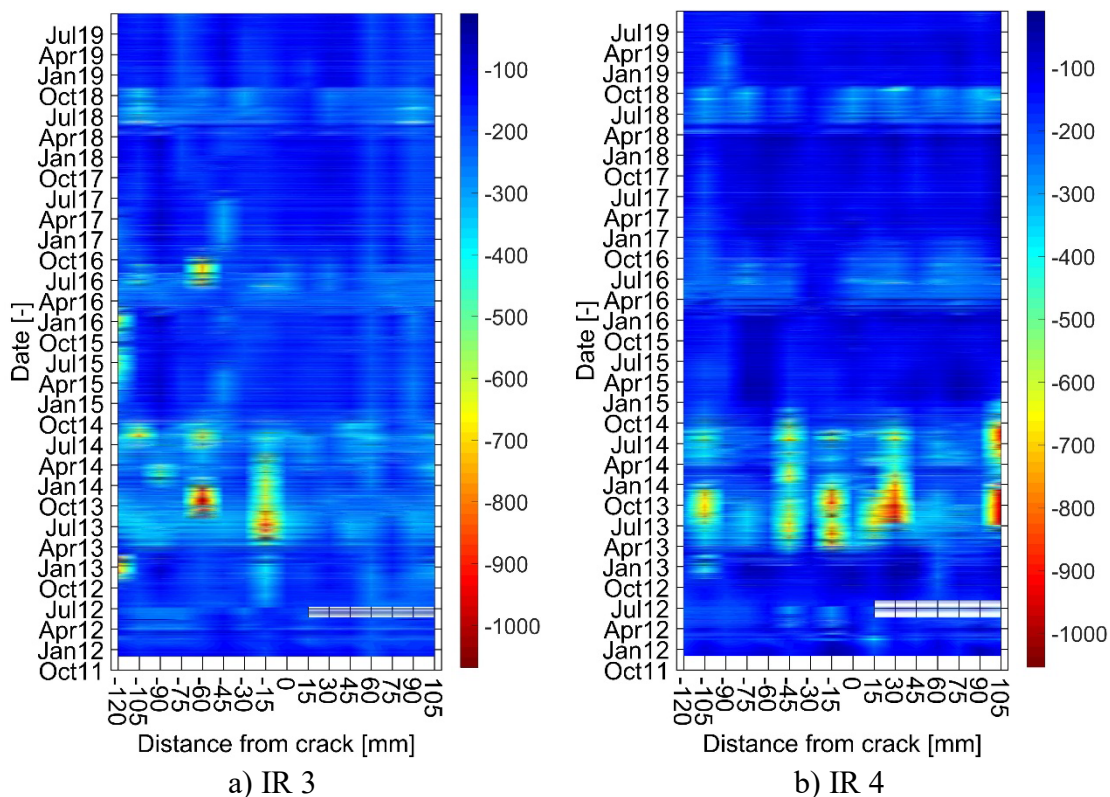 Jul19
Apr19
Jan19
Oct18
Jul18
Apr18
Jan18
Oct17
Jul17
Apr17
Jan17
Oct16
Jul16
Apr16
Jan16
Oct15
Jul15
Apr15
Jan15
Oct14
Jul14
Apr14
Jan14
Oct13
Jul13
Apr13
Jan13
Oct12
Jul12
Apr12
Jan12
Oct11
Date [-]
-120
-105
-90
-75
-60
-45
-30
-15
0
15
30
45
60
75
90
105
Distance from crack [mm]
-100
-200
-300
-400
-500
-600
-700
-800
-900
-1000
a) IR 3
Jul19
Apr19
Jan19
Oct18
Jul18
Apr18
Jan18
Oct17
Jul17
Apr17
Jan17
Oct16
Jul16
Apr16
Jan16
Oct15
Jul15
Apr15
Jan15
Oct14
Jul14
Apr14
Jan14
Oct13
Jul13
Apr13
Jan13
Oct12
Jul12
Apr12
Jan12
Oct11
Date [-]
-120
-105
-90
-75
-60
-45
-30
-15
0
15
30
45
60
75
90
105
Distance from crack [mm]
-100
-200
-300
-400
-500
-600
-700
-800
-900
-1000
b) IR 4